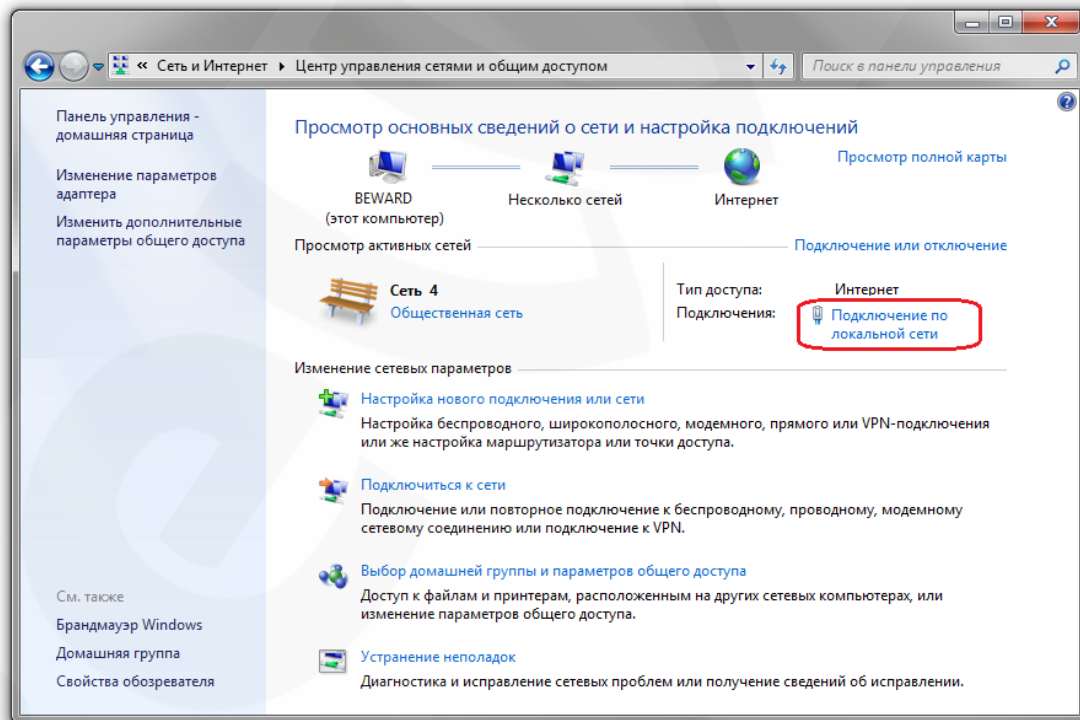 « Сеть и Интернет ▸ Центр управления сетями и общим доступом
Поиск в панели управления
Панель управления -
домашняя страница
Изменение параметров
адаптера
Изменить дополнительные
параметры общего доступа
См. также
Брандмауэр Windows
Домашняя группа
Свойства обозревателя
Просмотр основных сведений о сети и настройка подключений
Просмотр полной карты
BEWARD
(этот компьютер)
Несколько сетей
Интернет
Просмотр активных сетей
Подключение или отключение
Сеть 4
Общественная сеть
Тип доступа: Интернет
Подключения: Подключение по
локальной сети
Изменение сетевых параметров
Настройка нового подключения или сети
Настройка беспроводного, широкополосного, модемного, прямого или VPN-подключения
или же настройка маршрутизатора или точки доступа.
Подключиться к сети
Подключение или повторное подключение к беспроводному, проводному, модемному
сетевому соединению или подключение к VPN.
Выбор домашней группы и параметров общего доступа
Доступ к файлам и принтерам, расположенным на других сетевых компьютерах, или
изменение параметров общего доступа.
Устранение неполадок
Диагностика и исправление сетевых проблем или получение сведений об исправлении.